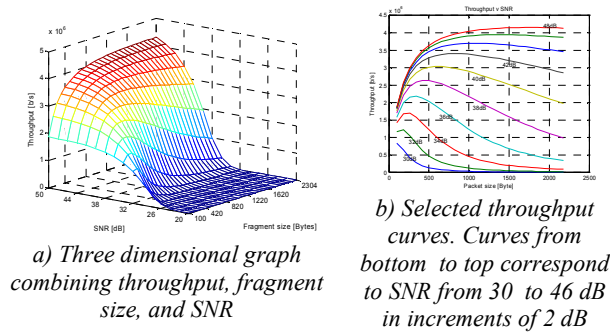 x 10⁶
5
4
3
2
1
0
Throughput [b/s]
50
44
38
32
26
20
SNR [dB]
100
420
820
1220
1620
2304
Fragment size [Bytes]
a) Three dimensional graph
combining throughput, fragment
size, and SNR
x 10⁶
Throughput v SNR
4.5
4
3.5
3
2.5
2
1.5
1
0.5
0
Throughput [b/s]
48dB
42dB
40dB
38dB
36dB
34dB
32dB
30dB
0
500
1000
1500
2000
2500
Packet size [Byte]
b) Selected throughput
curves. Curves from
bottom to top correspond
to SNR from 30 to 46 dB
in increments of 2 dB